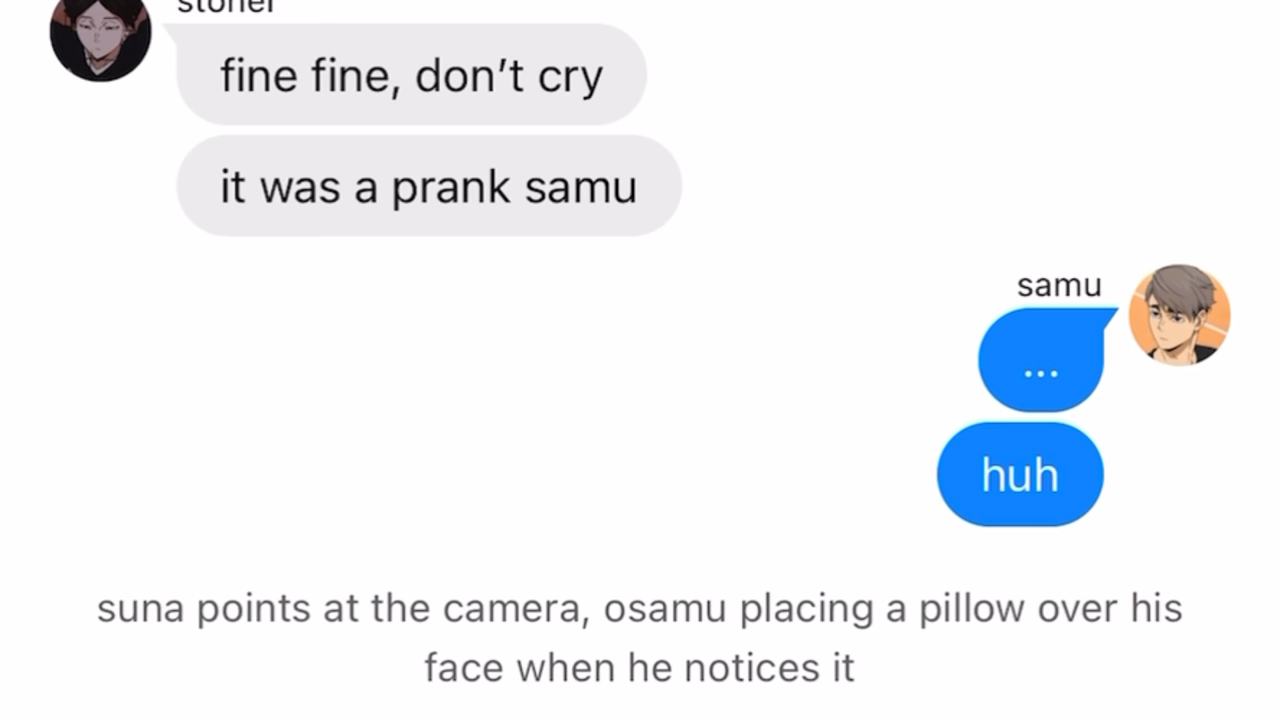 stoner
fine fine, don’t cry
it was a prank samu
samu
...
huh
suna points at the camera, osamu placing a pillow over his
face when he notices it